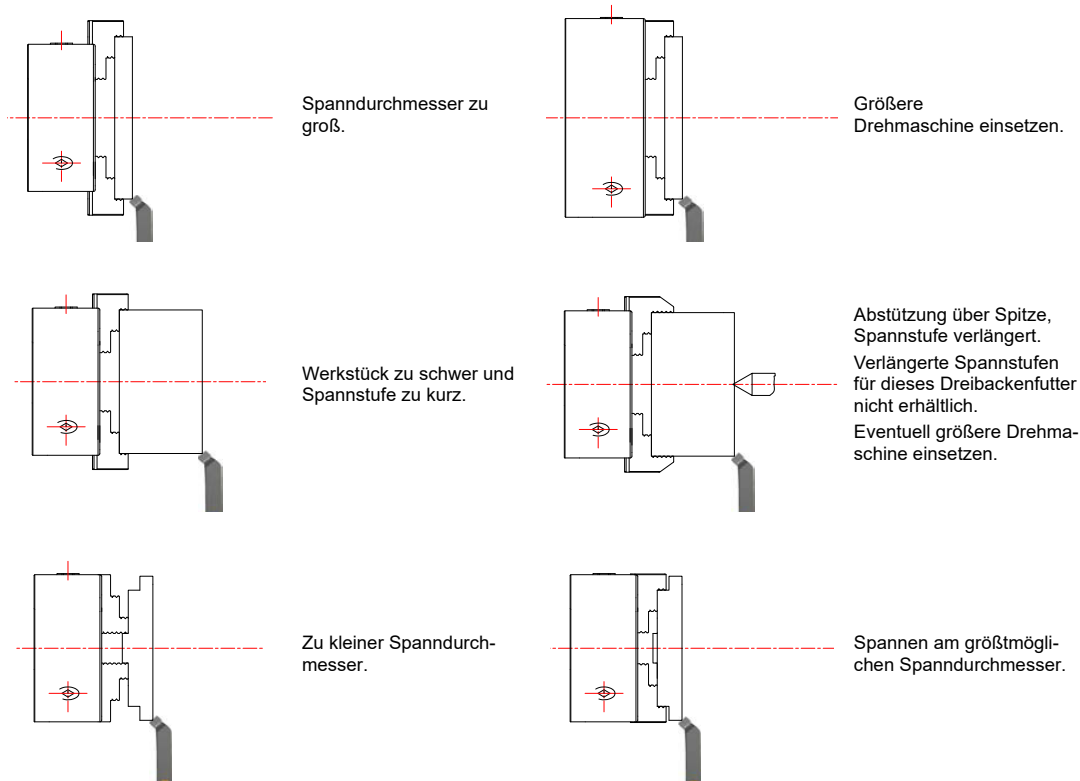 Spanndurchmesser zu
groß.
Größere
Drehmaschine einsetzen.
Werkstück zu schwer und
Spannstufe zu kurz.
Abstützung über Spitze,
Spannstufe verlängert.
Verlängerte Spannstufen
für dieses Dreibackenfutter
nicht erhältlich.
Eventuell größere Drehma-
schine einsetzen.
Zu kleiner Spanndurch-
messer.
Spannen am größtmögli-
chen Spanndurchmesser.